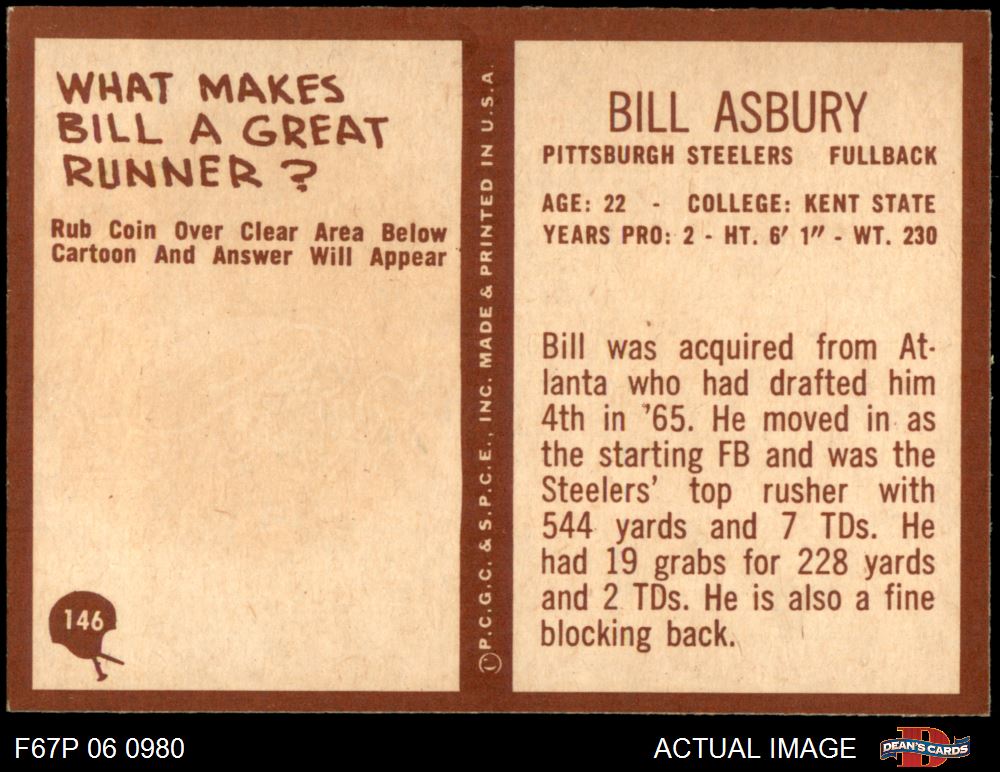 WHAT MAKES
BILL A GREAT
RUNNER?
Rub Coin Over Clear Area Below
Cartoon And Answer Will Appear
146
©P.C.G.C. & S.P.C.E., INC. MADE & PRINTED IN U.S.A.
BILL ASBURY
PITTSBURGH STEELERS FULLBACK
AGE: 22 - COLLEGE: KENT STATE
YEARS PRO: 2 - HT. 6' 1" - WT. 230
Bill was acquired from At-
lanta who had drafted him
4th in '65. He moved in as
the starting FB and was the
Steelers' top rusher with
544 yards and 7 TDs. He
had 19 grabs for 228 yards
and 2 TDs. He is also a fine
blocking back.
F67P 06 0980
ACTUAL IMAGE
D
DEAN'S CARDS